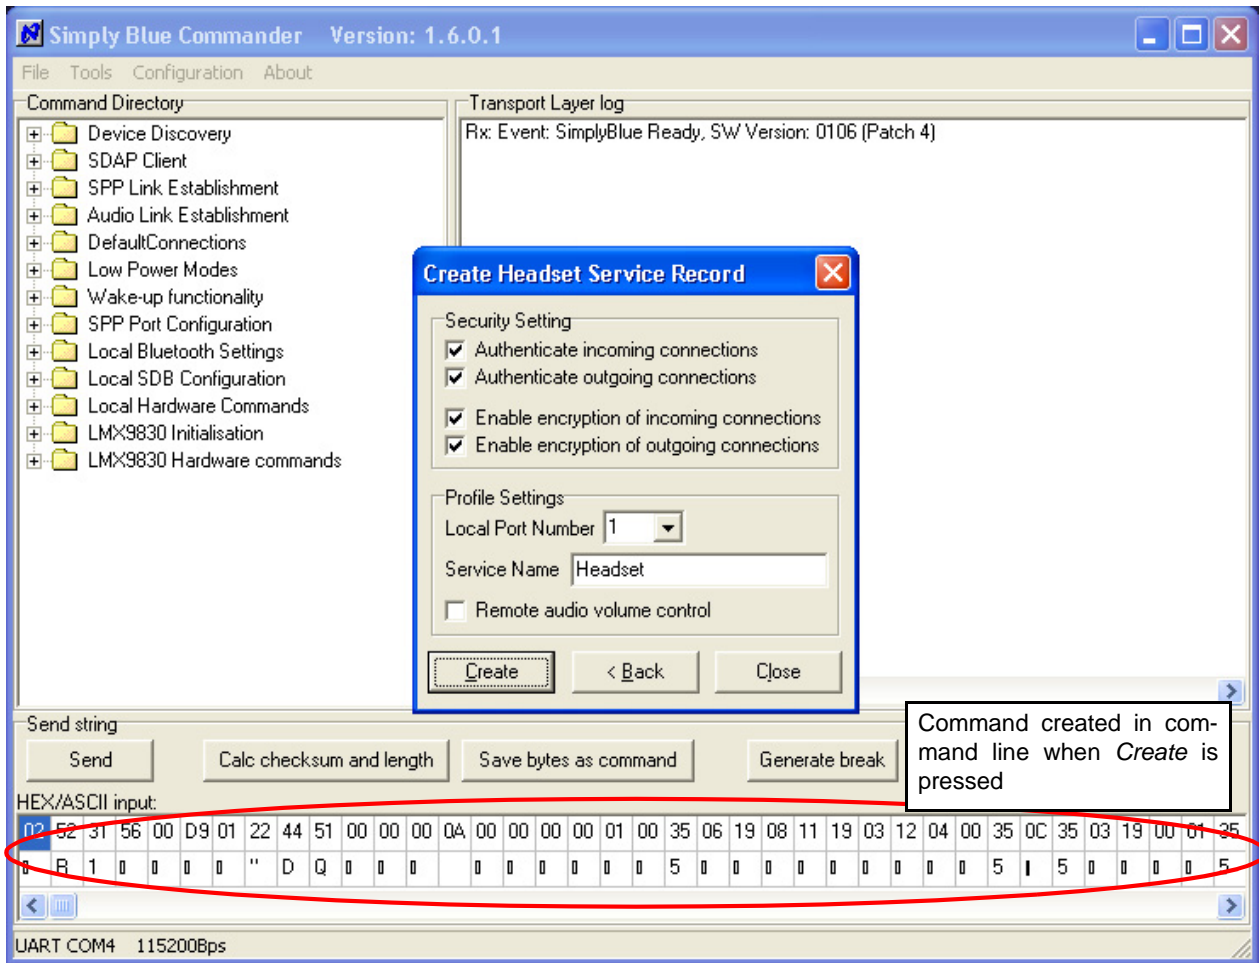 Simply Blue Commander Version: 1.6.0.1
File Tools Configuration About
Command Directory
Device Discovery
SDAP Client
SPP Link Establishment
Audio Link Establishment
DefaultConnections
Low Power Modes
Wake-up functionality
SPP Port Configuration
Local Bluetooth Settings
Local SDB Configuration
Local Hardware Commands
LMX9830 Initialisation
LMX9830 Hardware commands
Transport Layer log
Rx: Event: SimplyBlue Ready, SW Version: 0106 (Patch 4)
Create Headset Service Record
Security Setting
Authenticate incoming connections
Authenticate outgoing connections
Enable encryption of incoming connections
Enable encryption of outgoing connections
Profile Settings
Local Port Number 1
Service Name Headset
Remote audio volume control
Create < Back Close
Command created in com-
mand line when Create is
pressed
Send string
Send Calc checksum and length Save bytes as command Generate break
HEX/ASCII input:
02 52 31 56 00 D9 01 22 44 51 00 00 00 0A 00 00 00 00 01 00 35 06 19 08 11 19 03 12 04 00 35 0C 35 03 19 00 01 35
R 1 " D Q 5 5 5 5
UART COM4 115200Bps